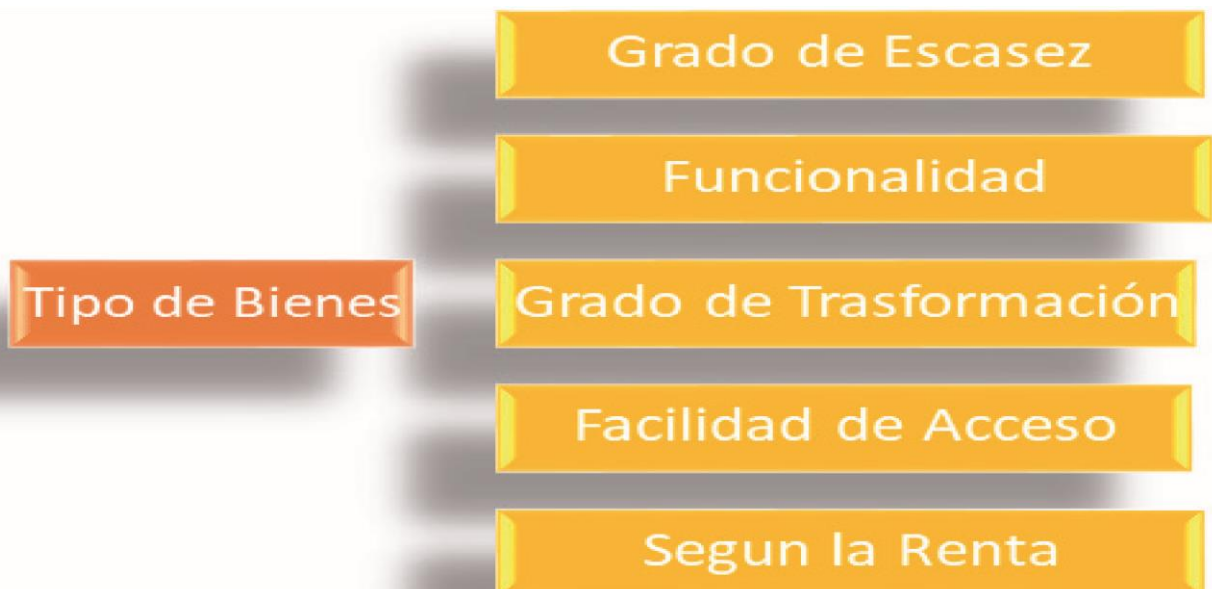 Grado de Escasez
Funcionalidad
Tipo de Bienes
Grado de Trasformación
Facilidad de Acceso
Segun la Renta